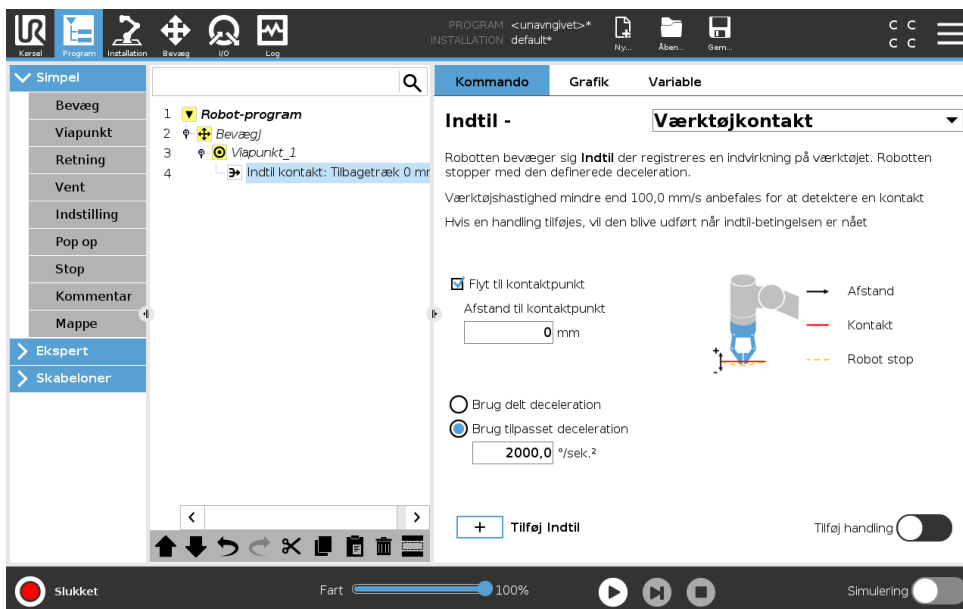 UR
PROGRAM <unavngivet>*
INSTALLATION default*
Kørsel Program Installation Bevæg I/O Log
Ny... Åben... Gem...
C C
C C
Simpel
Bevæg
Viapunkt
Retning
Vent
Indstilling
Pop op
Stop
Kommentar
Mappe
Ekspert
Skabeloner
1 Robot-program
2 BevægJ
3 Viapunkt_1
4 Indtil kontakt: Tilbagetræk 0 mr
Kommando Grafik Variable
Indtil - Værktøjkontakt
Robotten bevæger sig Indtil der registreres en indvirkning på værktøjet. Robotten
stopper med den definerede deceleration.
Værktøjshastighed mindre end 100,0 mm/s anbefales for at detektere en kontakt
Hvis en handling tilføjes, vil den blive udført når indtil-betingelsen er nået
Flyt til kontaktpunkt
Afstand til kontaktpunkt
0 mm
Afstand
Kontakt
Robot stop
+
-
Brug delt deceleration
Brug tilpasset deceleration
2000,0 °/sek.²
+ Tilføj Indtil
Tilføj handling
Slukket
Fart 100%
Simulering